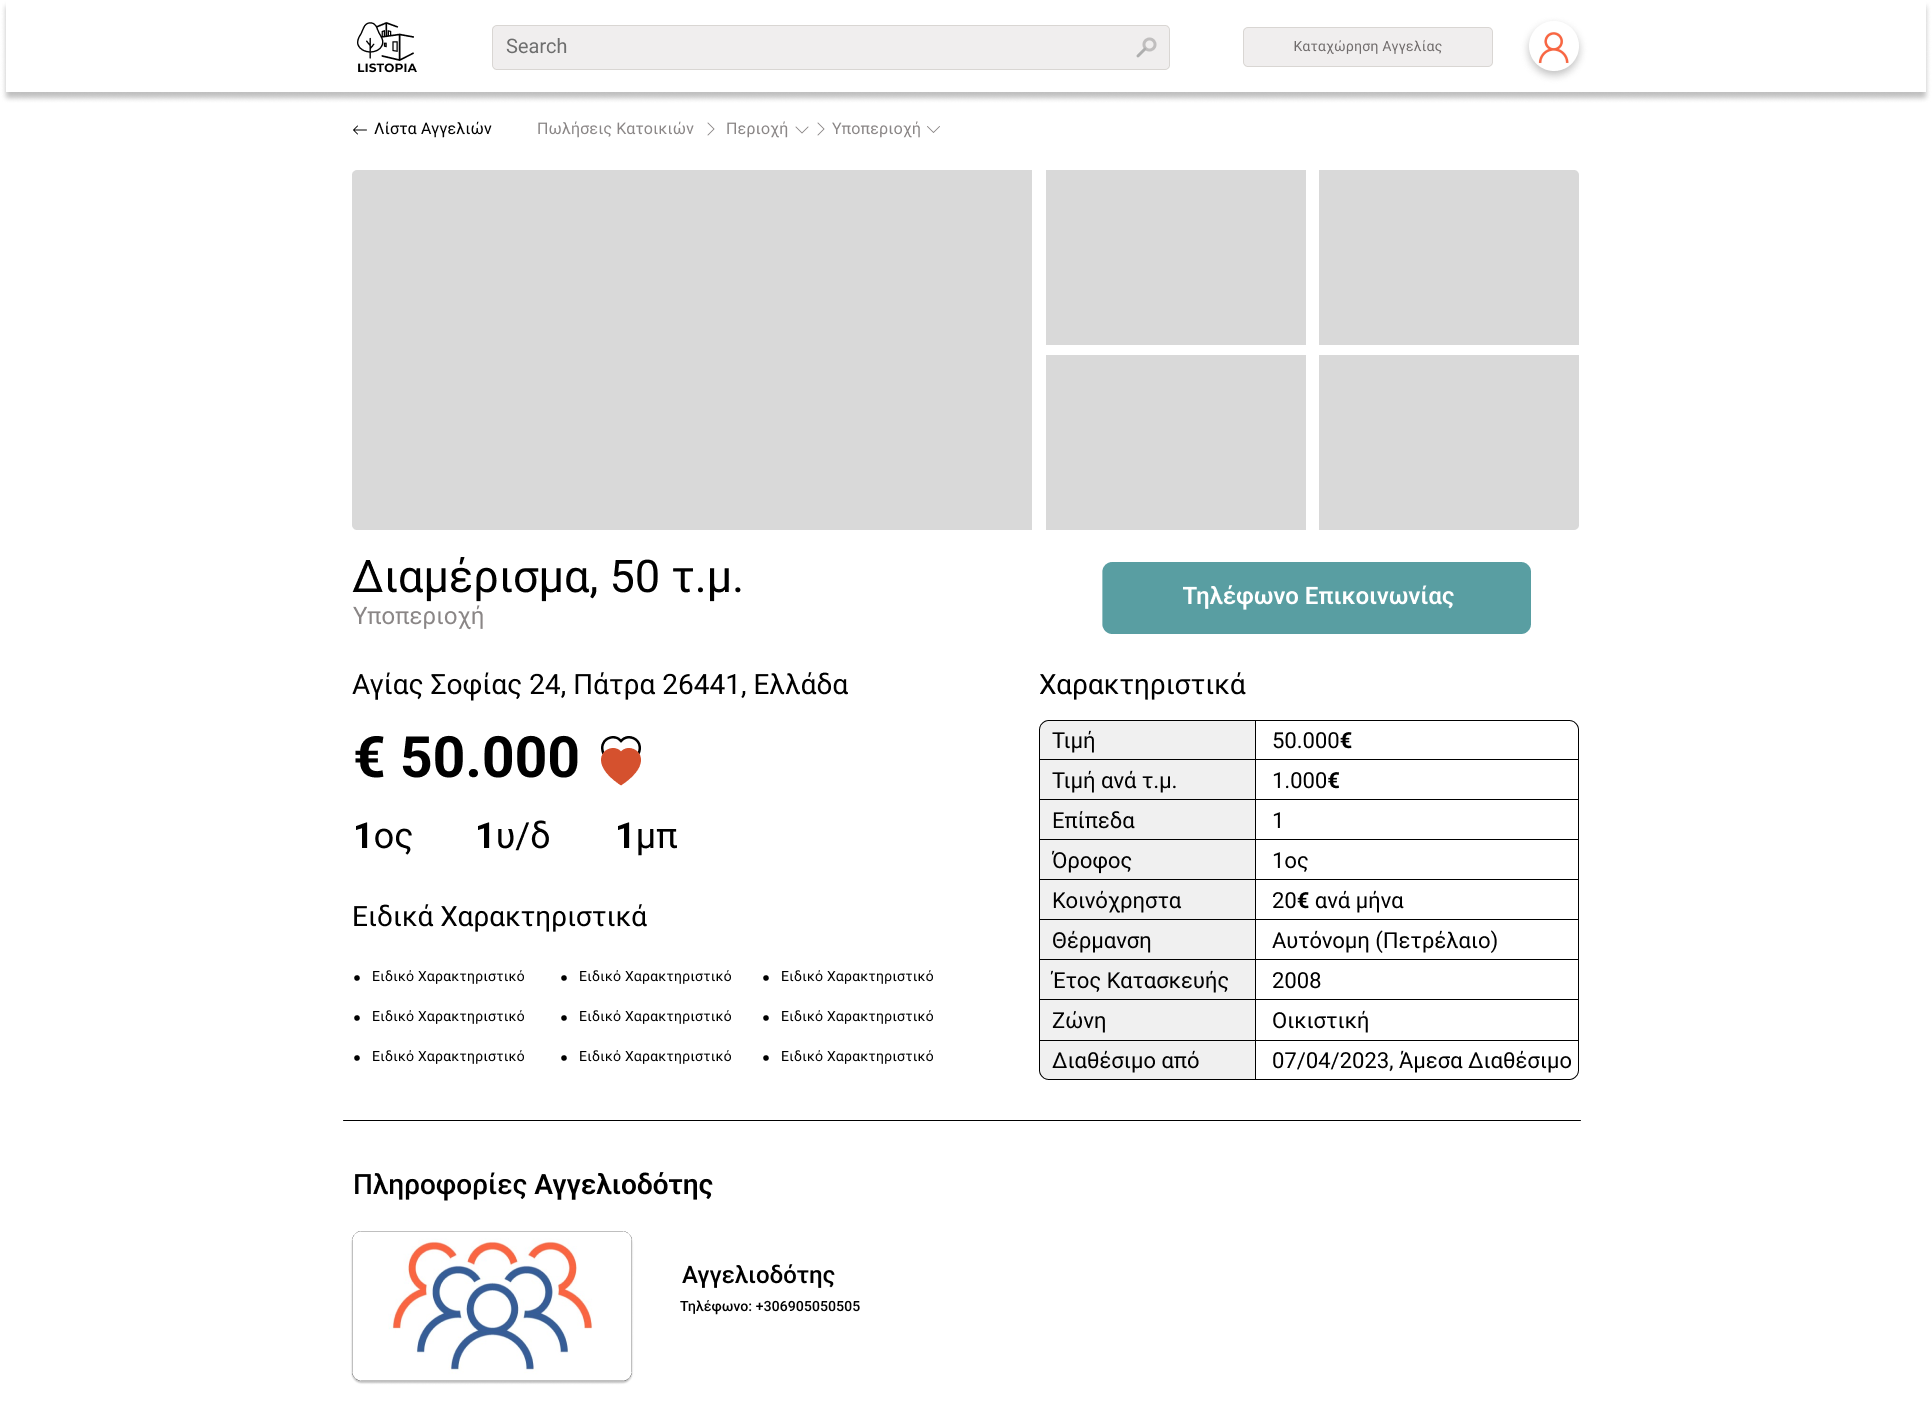 LISTOPIA
Search
Καταχώρηση Αγγελίας
Λίστα Αγγελιών
Πωλήσεις Κατοικιών
Περιοχή
Υποπεριοχή
Διαμέρισμα, 50 τ.μ.
Υποπεριοχή
Τηλέφωνο Επικοινωνίας
Αγίας Σοφίας 24, Πάτρα 26441, Ελλάδα
€ 50.000
1ος 1υ/δ 1μπ
Ειδικά Χαρακτηριστικά
• Ειδικό Χαρακτηριστικό • Ειδικό Χαρακτηριστικό • Ειδικό Χαρακτηριστικό
• Ειδικό Χαρακτηριστικό • Ειδικό Χαρακτηριστικό • Ειδικό Χαρακτηριστικό
• Ειδικό Χαρακτηριστικό • Ειδικό Χαρακτηριστικό • Ειδικό Χαρακτηριστικό
Χαρακτηριστικά
Τιμή 50.000€
Τιμή ανά τ.μ. 1.000€
Επίπεδα 1
Όροφος 1ος
Κοινόχρηστα 20€ ανά μήνα
Θέρμανση Αυτόνομη (Πετρέλαιο)
Έτος Κατασκευής 2008
Ζώνη Οικιστική
Διαθέσιμο από 07/04/2023, Άμεσα Διαθέσιμο
Πληροφορίες Αγγελιοδότης
Αγγελιοδότης
Τηλέφωνο: +306905050505